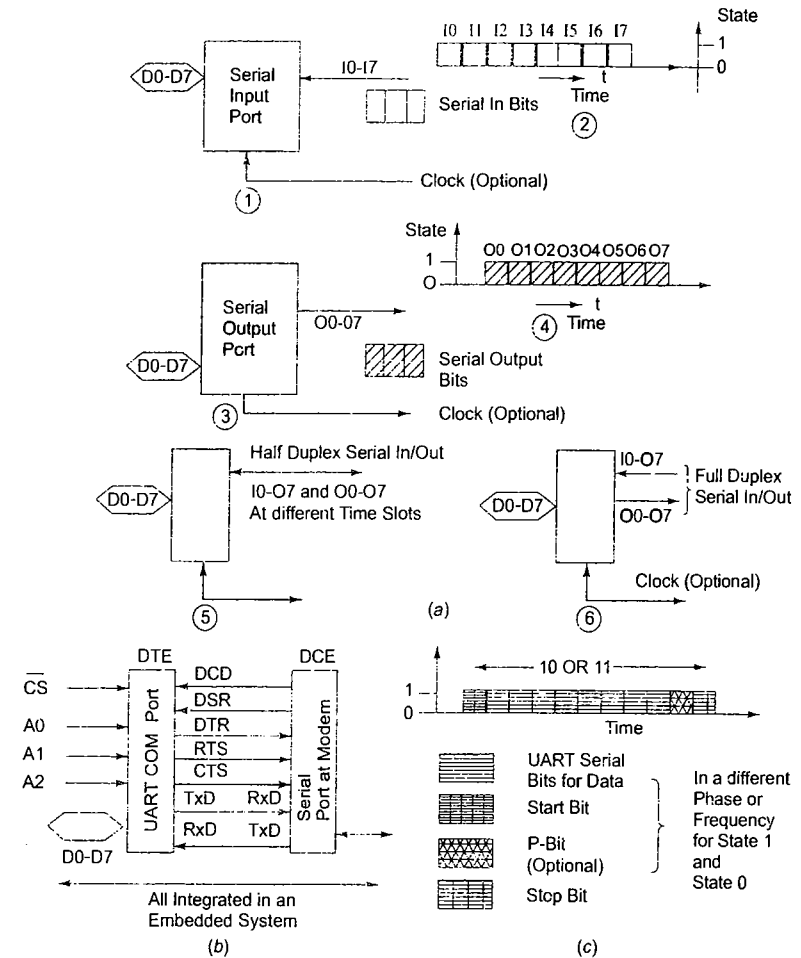 I0 I1 I2 I3 I4 I5 I6 I7
State
1
0
D0-D7
Serial
Input
Port
I0-I7
t
Time
Serial In Bits
2
Clock (Optional)
1
State
1
O
O0 O1 O2 O3 O4 O5 O6 O7
t
4
Time
Serial
Output
Port
O0-07
D0-D7
Serial Output
Bits
3
Clock (Optional)
Half Duplex Serial In/Out
D0-D7
I0-O7 and O0-O7
At different Time Slots
5
I0-O7
Full Duplex
Serial In/Out
D0-D7
O0-O7
Clock (Optional)
6
(a)
DTE
DCE
CS
A0
A1
A2
D0-D7
UART COM Port
DCD
DSR
DTR
RTS
CTS
TxD RxD
RxD TxD
Serial
Port at Modem
All Integrated in an
Embedded System
(b)
10 OR 11
1
0
Time
UART Serial
Bits for Data
Start Bit
P-Bit
(Optional)
Stop Bit
In a different
Phase or
Frequency
for State 1
and
State 0
(c)